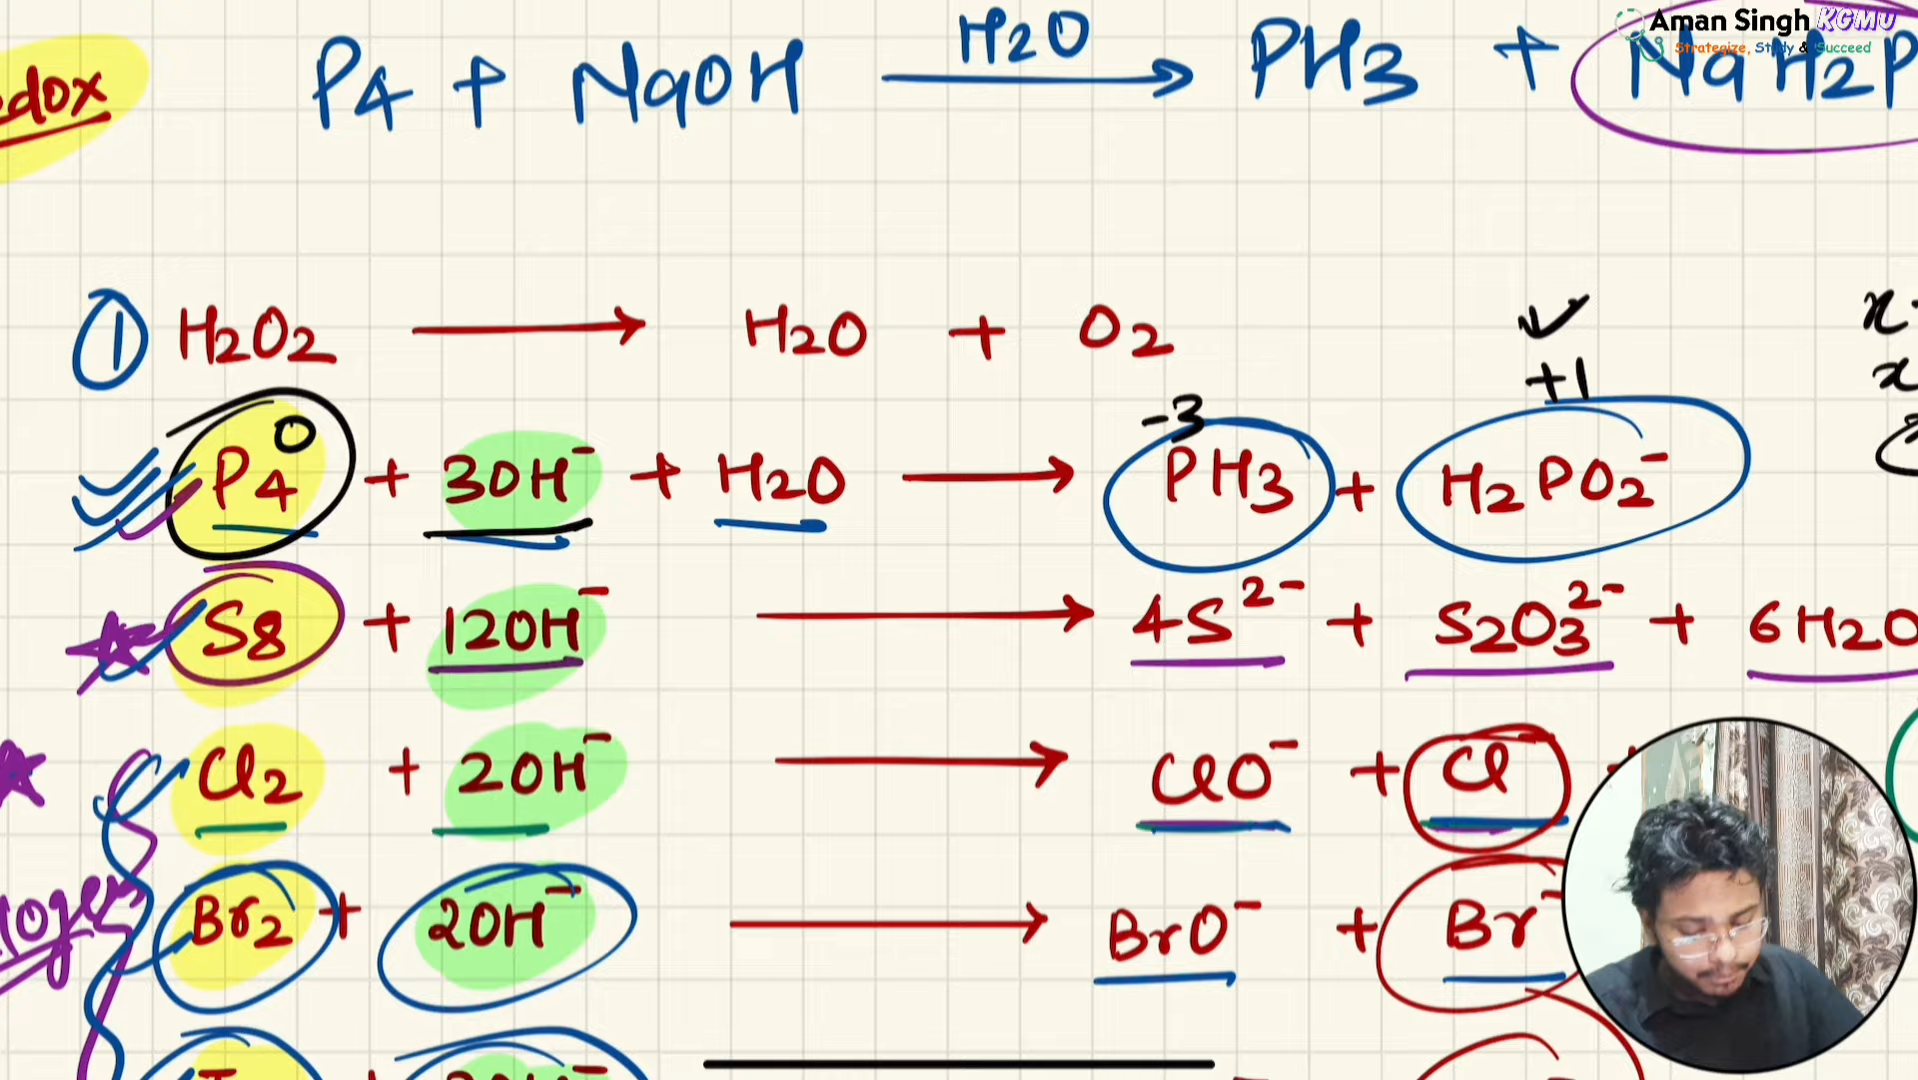 Aman Singh KGMU
Strategize, Study & Succeed
dox P4 + NaOH H2O → PH3 + NaH2P
① H2O2 → H2O + O2
x
x
0 -3 +1
P4 + 3OH⁻ + H2O → PH3 + H2PO2⁻
S8 + 12OH⁻ → 4S²⁻ + S2O3²⁻ + 6H2O
Cl2 + 2OH⁻ → ClO⁻ + Cl
Br2 + 2OH⁻ → BrO⁻ + Br⁻
logen